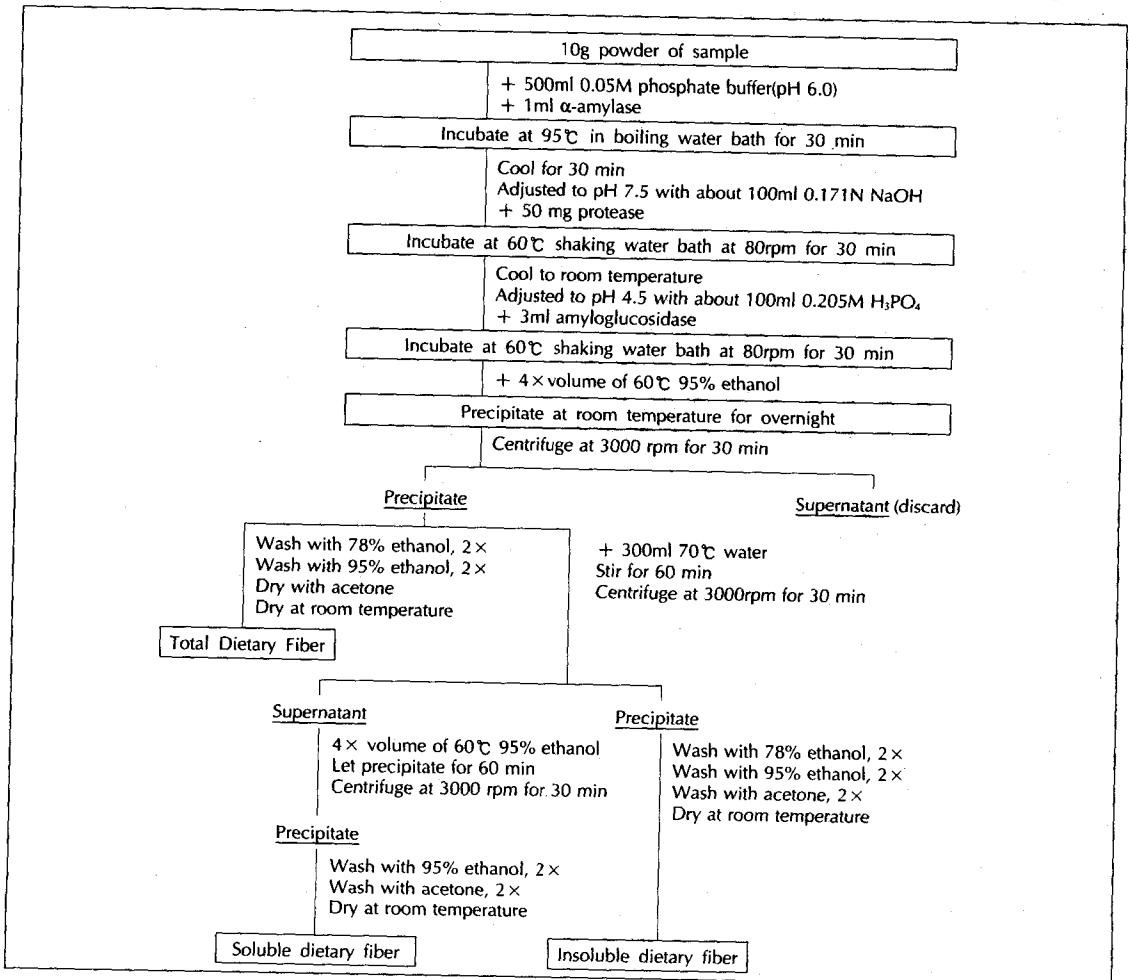 10g powder of sample
+ 500ml 0.05M phosphate buffer(pH 6.0)
+ 1ml α-amylase
Incubate at 95℃ in boiling water bath for 30 min
Cool for 30 min
Adjusted to pH 7.5 with about 100ml 0.171N NaOH
+ 50 mg protease
Incubate at 60℃ shaking water bath at 80rpm for 30 min
Cool to room temperature
Adjusted to pH 4.5 with about 100ml 0.205M H₃PO₄
+ 3ml amyloglucosidase
Incubate at 60℃ shaking water bath at 80rpm for 30 min
+ 4×volume of 60℃ 95% ethanol
Precipitate at room temperature for overnight
Centrifuge at 3000 rpm for 30 min
Precipitate
Supernatant (discard)
Wash with 78% ethanol, 2×
Wash with 95% ethanol, 2×
Dry with acetone
Dry at room temperature
+ 300ml 70℃ water
Stir for 60 min
Centrifuge at 3000rpm for 30 min
Total Dietary Fiber
Supernatant
4× volume of 60℃ 95% ethanol
Let precipitate for 60 min
Centrifuge at 3000 rpm for 30 min
Precipitate
Wash with 95% ethanol, 2×
Wash with acetone, 2×
Dry at room temperature
Soluble dietary fiber
Precipitate
Wash with 78% ethanol, 2×
Wash with 95% ethanol, 2×
Wash with acetone, 2×
Dry at room temperature
Insoluble dietary fiber